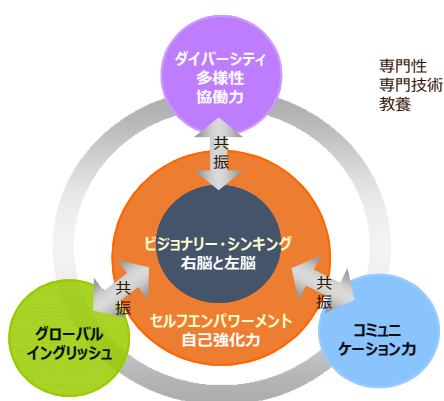 ダイバーシティ
多様性
協働力
専門性
専門技術
教養
共
振
ビジョナリー・シンキング
右脳と左脳
共
振
共
振
セルフエンパワーメント
自己強化力
グローバル
イングリッシュ
コミュニ
ケーション力